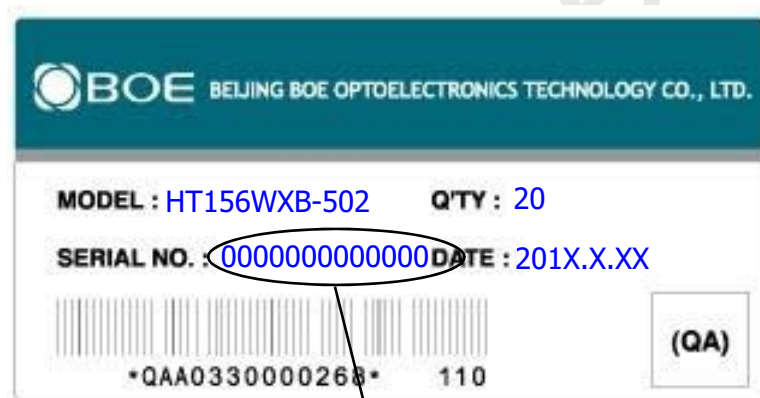 BOE BEIJING BOE OPTOELECTRONICS TECHNOLOGY CO., LTD.
MODEL : HT156WXB-502 Q'TY : 20
SERIAL NO. : 0000000000000 DATE : 201X.X.XX
(QA)
*QAA0330000268* 110